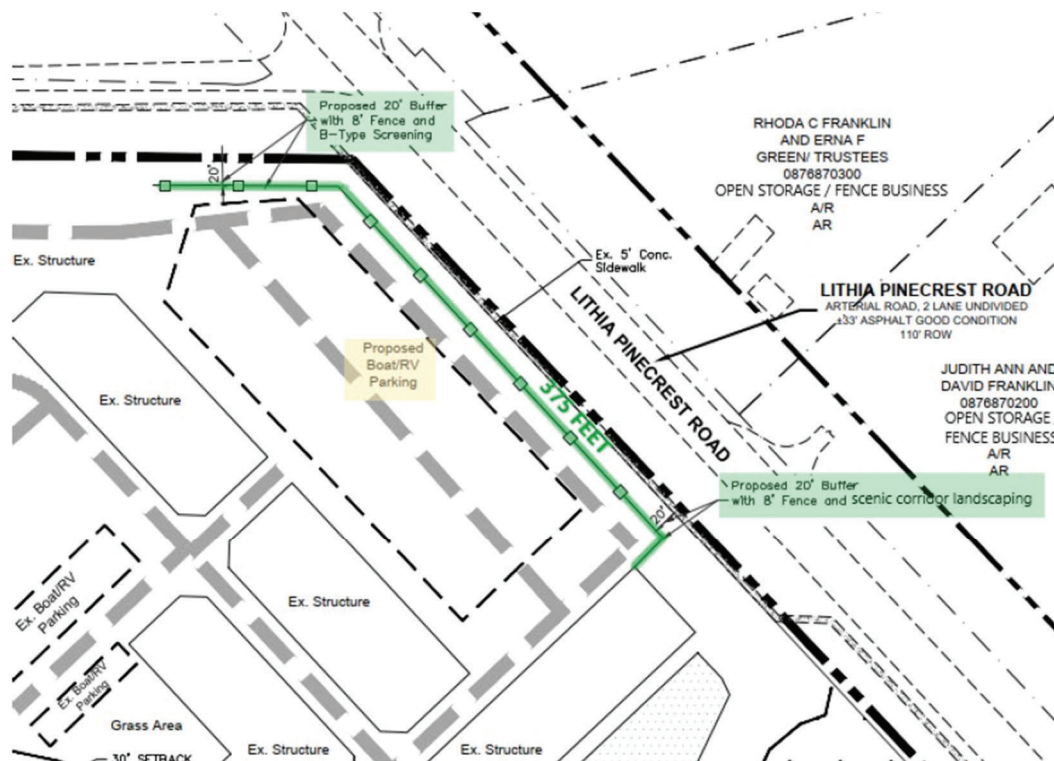 Proposed 20' Buffer
with 8' Fence and
B-Type Screening
20'
RHODA C FRANKLIN
AND ERNA F
GREEN/ TRUSTEES
0876870300
OPEN STORAGE / FENCE BUSINESS
A/R
AR
Ex. Structure
Ex. 5' Conc.
Sidewalk
LITHIA PINECREST ROAD
ARTERIAL ROAD, 2 LANE UNDIVIDED
±33' ASPHALT GOOD CONDITION
110' ROW
LITHIA PINECREST ROAD
Proposed
Boat/RV
Parking
375 FEET
JUDITH ANN AND
DAVID FRANKLIN
0876870200
OPEN STORAGE /
FENCE BUSINESS
A/R
AR
Ex. Structure
Proposed 20' Buffer
with 8' Fence and scenic corridor landscaping
20'
Ex. Boat/RV
Parking
Ex. Structure
Ex. Boat/RV
Parking
Grass Area
30' SETBACK
Ex. Structure
Ex. Structure